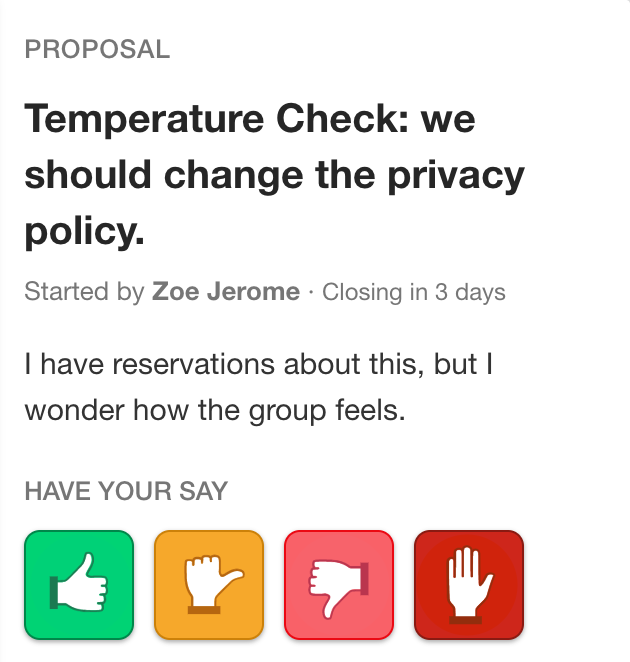 PROPOSAL
Temperature Check: we
should change the privacy
policy.
Started by Zoe Jerome · Closing in 3 days
I have reservations about this, but I
wonder how the group feels.
HAVE YOUR SAY